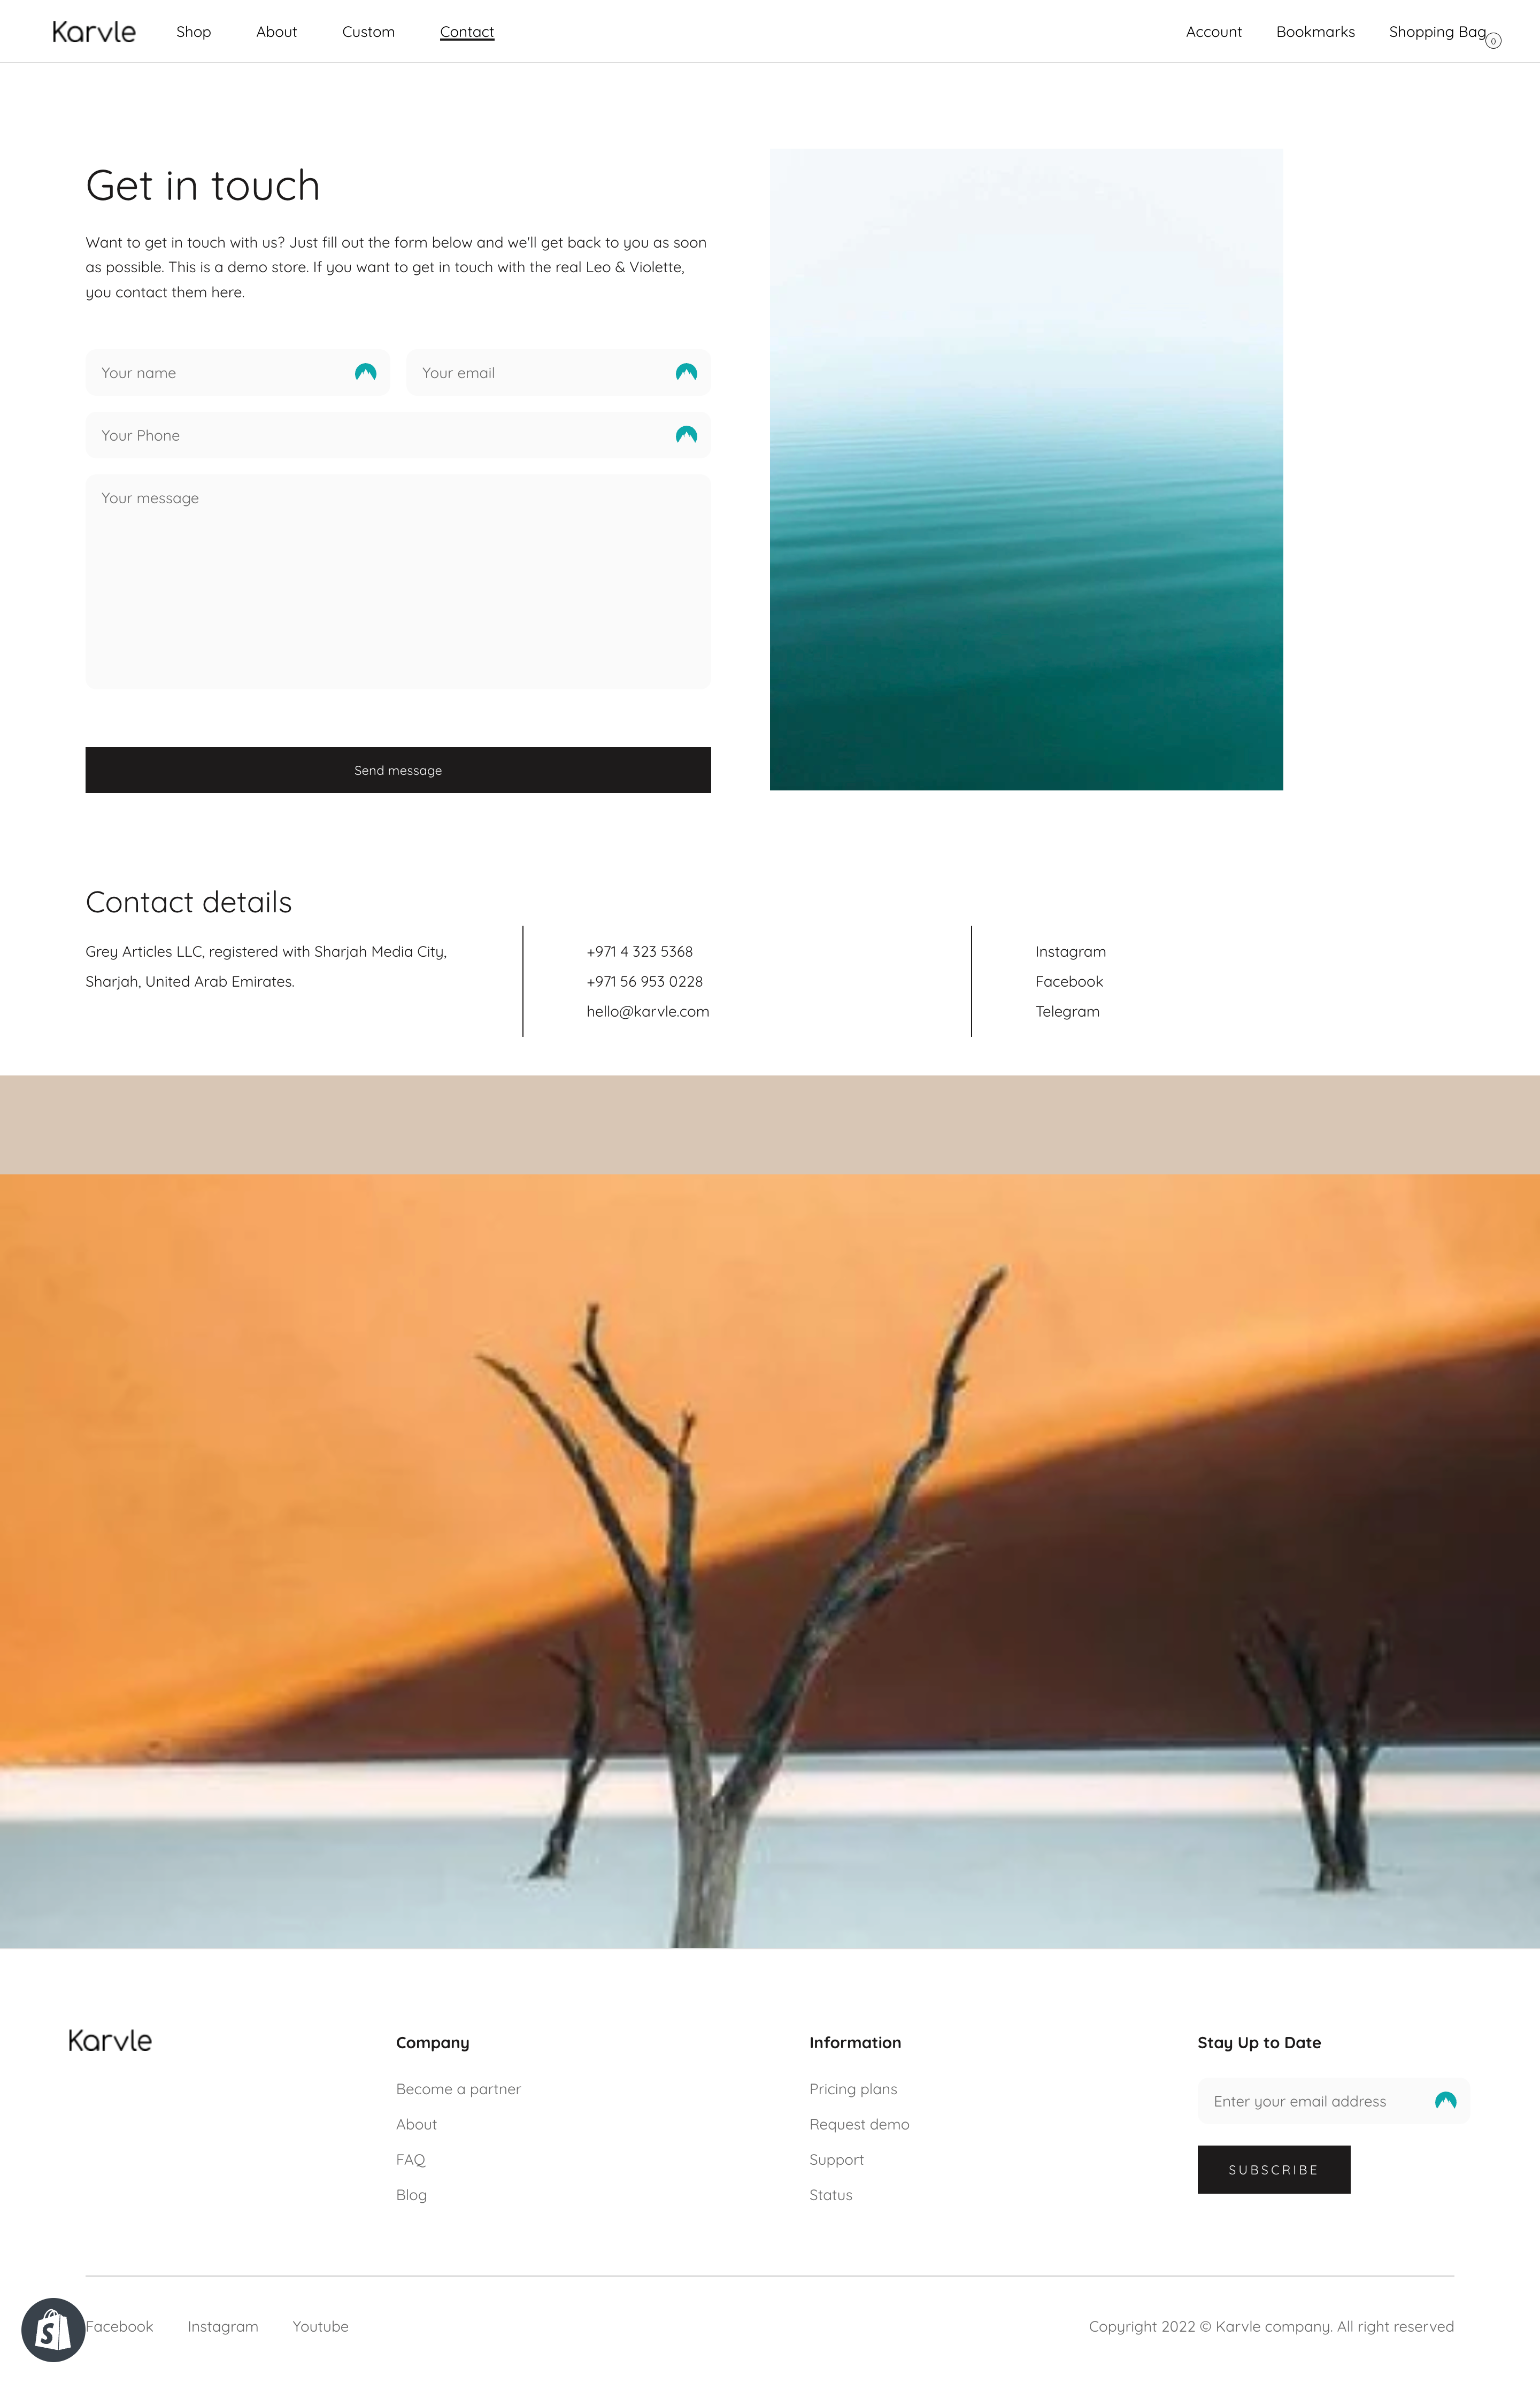 Karvle
Shop
About
Custom
Contact
Account
Bookmarks
Shopping Bag
0
Get in touch
Want to get in touch with us? Just fill out the form below and we'll get back to you as soon
as possible. This is a demo store. If you want to get in touch with the real Leo & Violette,
you contact them here.
Your name
Your email
Your Phone
Your message
Send message
Contact details
Grey Articles LLC, registered with Sharjah Media City,
Sharjah, United Arab Emirates.
+971 4 323 5368
+971 56 953 0228
hello@karvle.com
Instagram
Facebook
Telegram
Karvle
Company
Become a partner
About
FAQ
Blog
Information
Pricing plans
Request demo
Support
Status
Stay Up to Date
Enter your email address
SUBSCRIBE
Facebook
Instagram
Youtube
Copyright 2022 © Karvle company. All right reserved